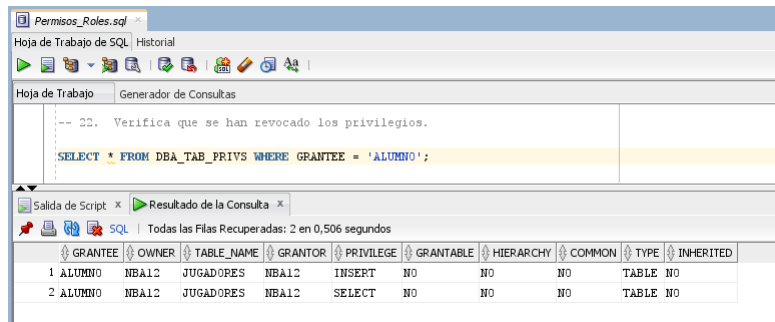 Permisos_Roles.sql
Hoja de Trabajo de SQL Historial
Hoja de Trabajo Generador de Consultas
-- 22. Verifica que se han revocado los privilegios.
SELECT * FROM DBA_TAB_PRIVS WHERE GRANTEE = 'ALUMNO';
Salida de Script x Resultado de la Consulta x
SQL | Todas las Filas Recuperadas: 2 en 0,506 segundos
GRANTEE OWNER TABLE_NAME GRANTOR PRIVILEGE GRANTABLE HIERARCHY COMMON TYPE INHERITED
1 ALUMNO NBA12 JUGADORES NBA12 INSERT NO NO NO TABLE NO
2 ALUMNO NBA12 JUGADORES NBA12 SELECT NO NO NO TABLE NO